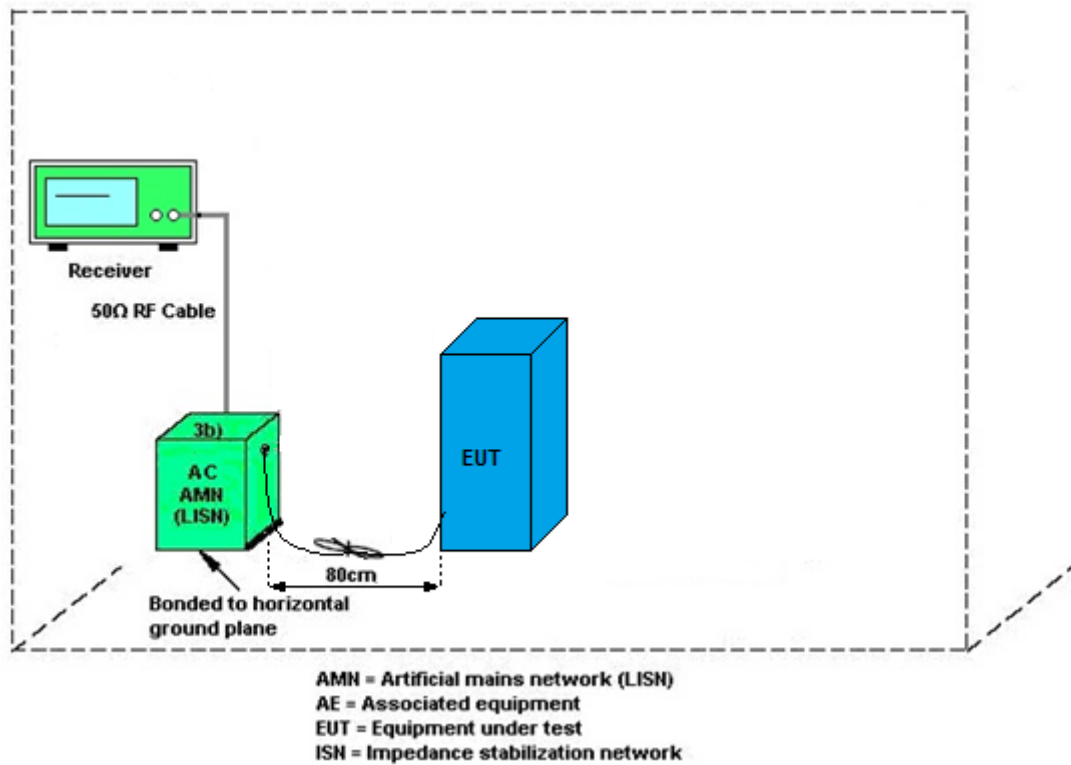 Receiver
50Ω RF Cable
3b)
AC
AMN
(LISN)
EUT
80cm
Bonded to horizontal
ground plane
AMN = Artificial mains network (LISN)
AE = Associated equipment
EUT = Equipment under test
ISN = Impedance stabilization network